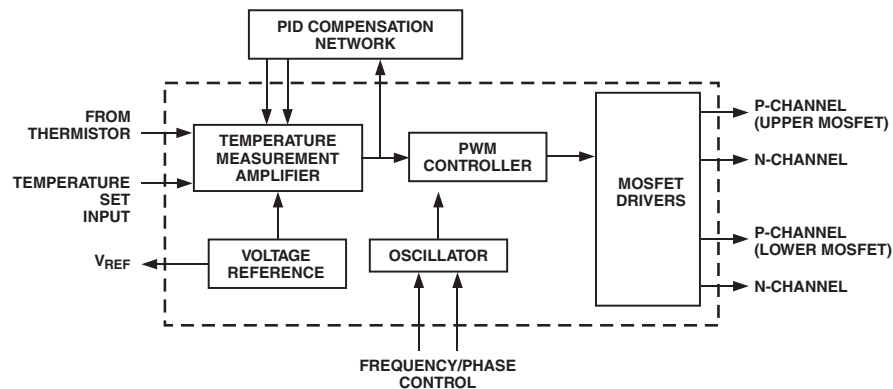 PID COMPENSATION
NETWORK
FROM
THERMISTOR
TEMPERATURE
MEASUREMENT
AMPLIFIER
PWM
CONTROLLER
MOSFET
DRIVERS
P-CHANNEL
(UPPER MOSFET)
N-CHANNEL
TEMPERATURE
SET
INPUT
VREF
VOLTAGE
REFERENCE
OSCILLATOR
P-CHANNEL
(LOWER MOSFET)
N-CHANNEL
FREQUENCY/PHASE
CONTROL